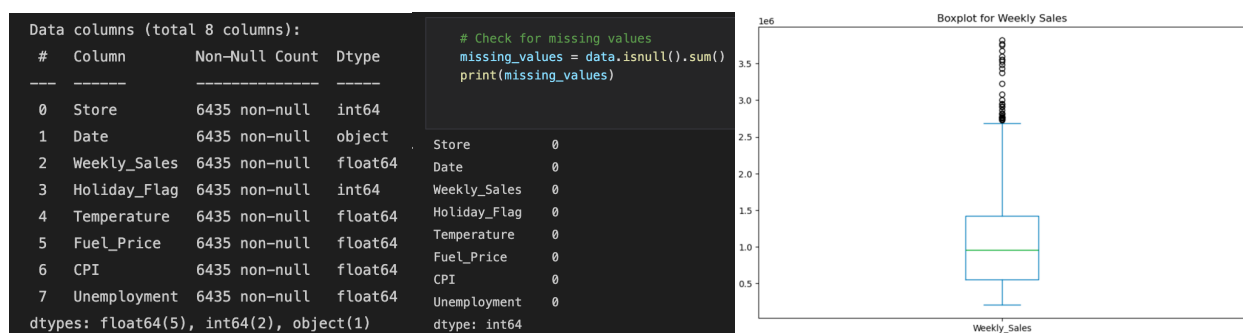 Data columns (total 8 columns):
# Column Non-Null Count Dtype
--- ------ -------------- -----
0 Store 6435 non-null int64
1 Date 6435 non-null object
2 Weekly_Sales 6435 non-null float64
3 Holiday_Flag 6435 non-null int64
4 Temperature 6435 non-null float64
5 Fuel_Price 6435 non-null float64
6 CPI 6435 non-null float64
7 Unemployment 6435 non-null float64
dtypes: float64(5), int64(2), object(1)
# Check for missing values
missing_values = data.isnull().sum()
print(missing_values)
Store 0
Date 0
Weekly_Sales 0
Holiday_Flag 0
Temperature 0
Fuel_Price 0
CPI 0
Unemployment 0
dtype: int64
Boxplot for Weekly Sales
1e6
3.5
3.0
2.5
2.0
1.5
1.0
0.5
Weekly_Sales